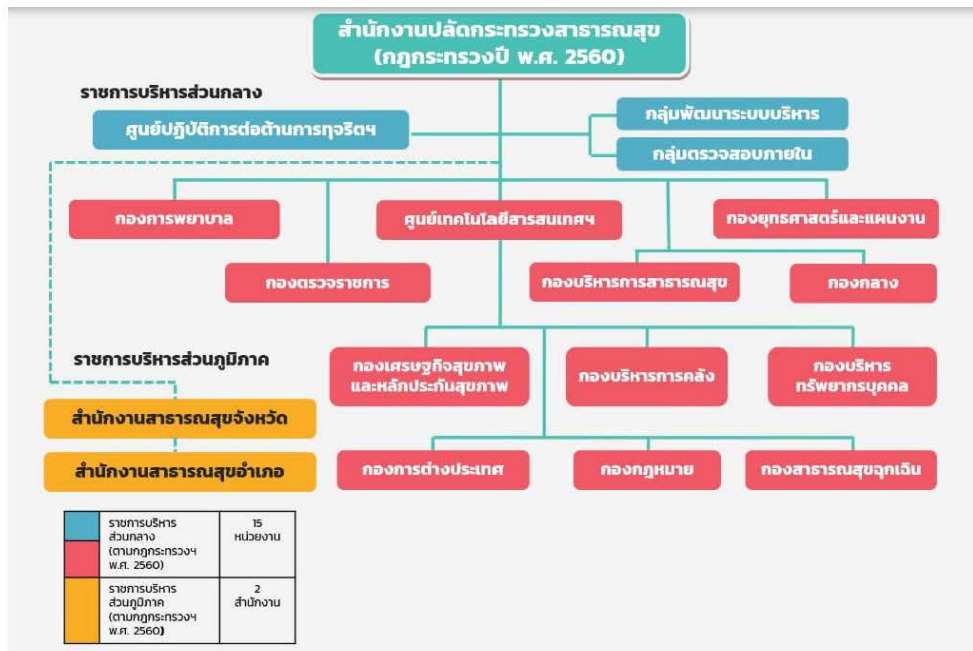 สำนักงานปลัดกระทรวงสาธารณสุข
(กฎกระทรวงปี พ.ศ. 2560)
ราชการบริหารส่วนกลาง
ศูนย์ปฏิบัติการต่อต้านการทุจริตฯ
กลุ่มพัฒนาระบบบริหาร
กลุ่มตรวจสอบภายใน
กองการพยาบาล
ศูนย์เทคโนโลยีสารสนเทศฯ
กองยุทธศาสตร์และแผนงาน
กองตรวจราชการ
กองบริหารการสาธารณสุข
กองกลาง
ราชการบริหารส่วนภูมิภาค
กองเศรษฐกิจสุขภาพ
และหลักประกันสุขภาพ
กองบริหารการคลัง
กองบริหาร
ทรัพยากรบุคคล
สำนักงานสาธารณสุขจังหวัด
สำนักงานสาธารณสุขอำเภอ
กองการต่างประเทศ
กองกฎหมาย
กองสาธารณสุขฉุกเฉิน
ราชการบริหาร
ส่วนกลาง
(ตามกฎกระทรวงฯ
พ.ศ. 2560)
15
หน่วยงาน
ราชการบริหาร
ส่วนภูมิภาค
(ตามกฎกระทรวงฯ
พ.ศ. 2560)
2
สำนักงาน